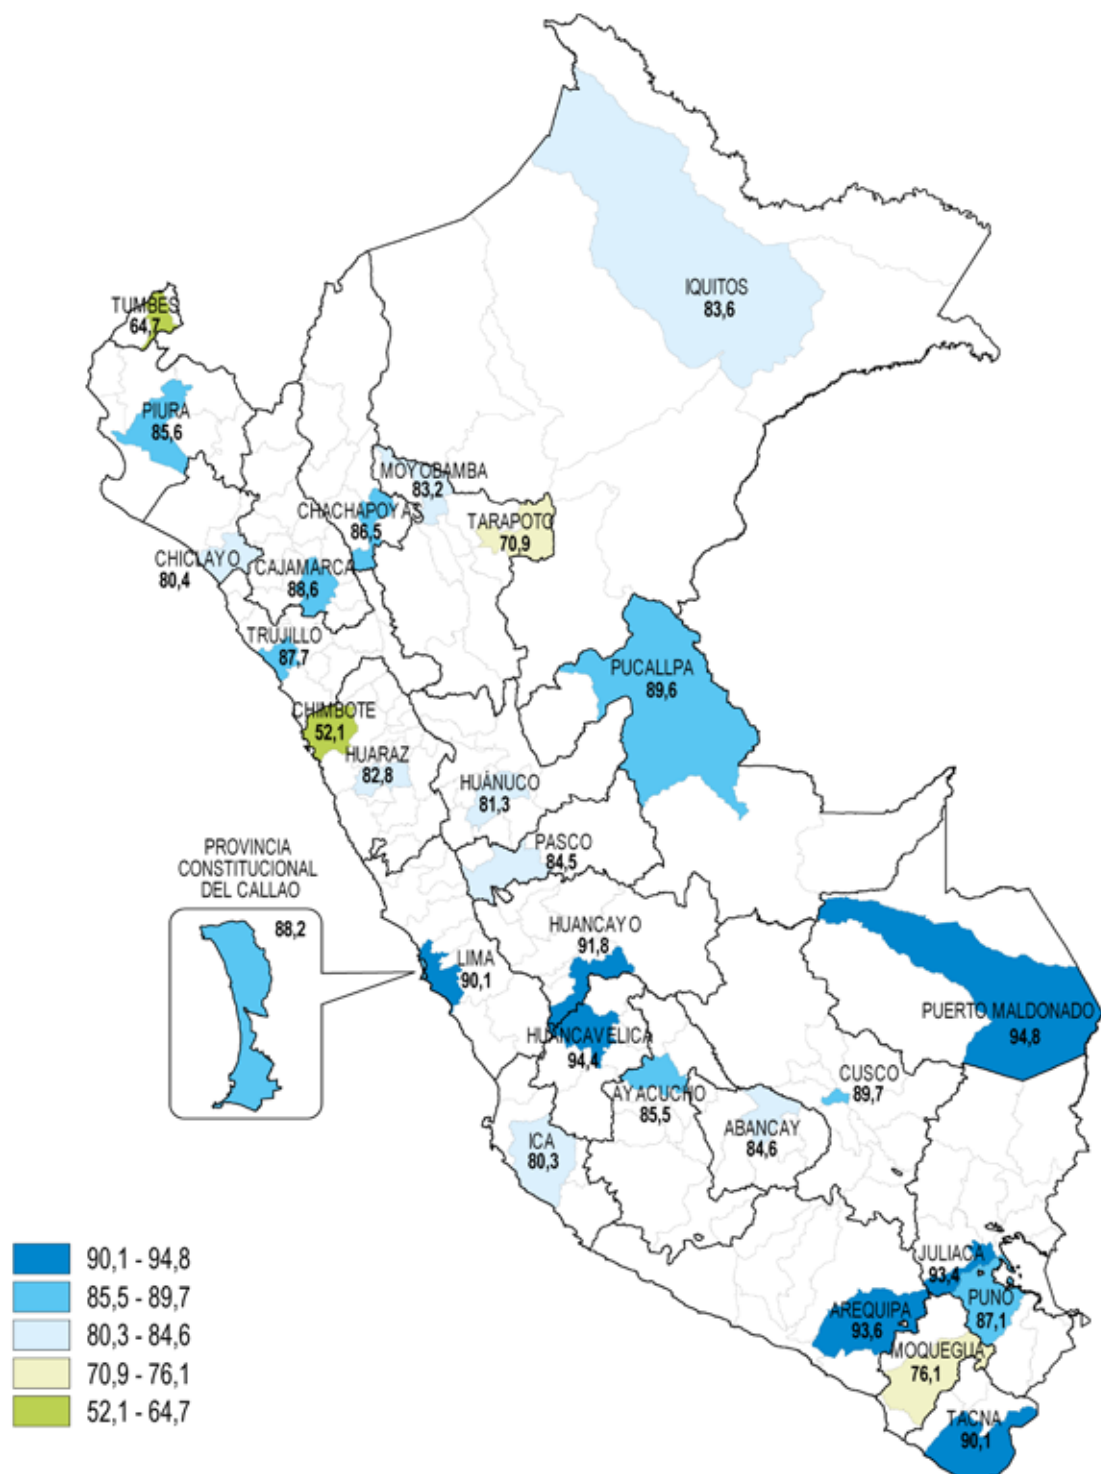 IQUITOS
83,6
TUMBES
64,7
PIURA
85,6
MOYOBAMBA
83,2
CHACHAPOYAS
86,5
TARAPOTO
70,9
CHICLAYO
80,4
CAJAMARCA
88,6
TRUJILLO
87,7
PUCALLPA
89,6
CHIMBOTE
52,1
HUARAZ
82,8
HUÁNUCO
81,3
PASCO
84,5
PROVINCIA
CONSTITUCIONAL
DEL CALLAO
88,2
HUANCAYO
91,8
LIMA
90,1
PUERTO MALDONADO
94,8
HUANCAVELICA
94,4
CUSCO
89,7
AYACUCHO
85,5
ABANCAY
84,6
ICA
80,3
JULIACA
93,4
PUNO
87,1
AREQUIPA
93,6
MOQUEGUA
76,1
TACNA
90,1
90,1 - 94,8
85,5 - 89,7
80,3 - 84,6
70,9 - 76,1
52,1 - 64,7